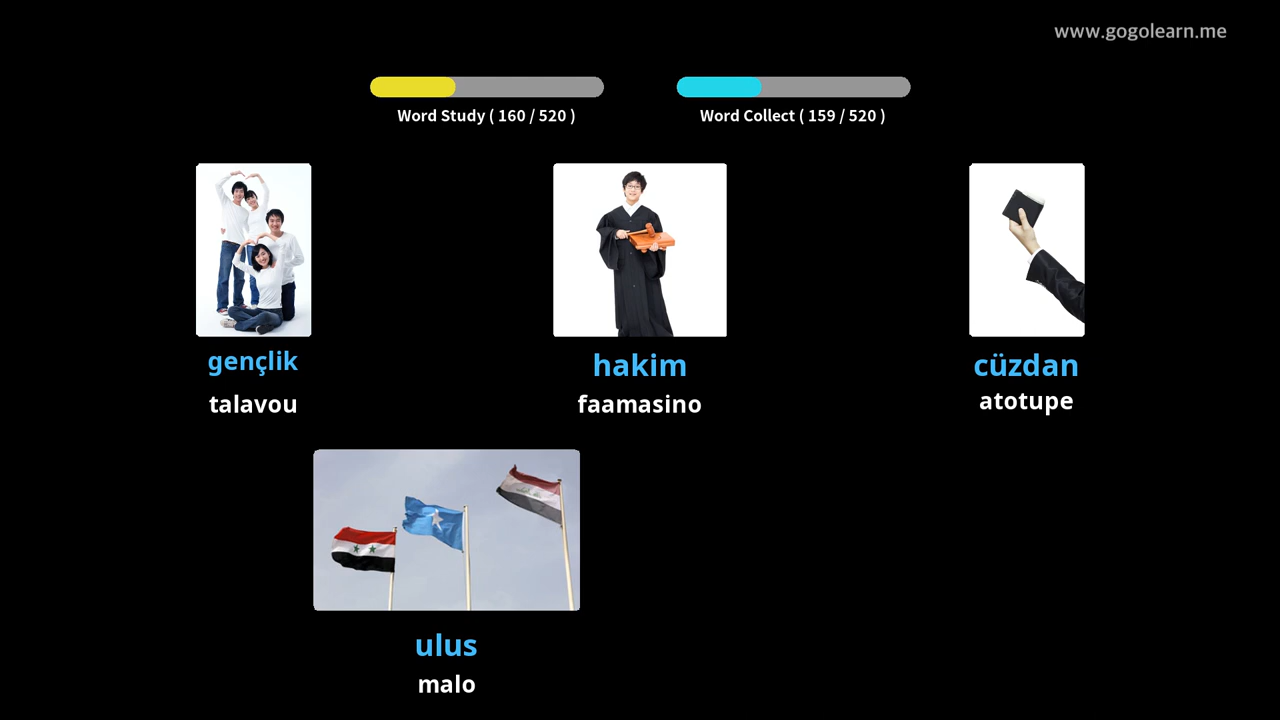 www.gogolearn.me
Word Study ( 160 / 520 )
Word Collect ( 159 / 520 )
gençlik
talavou
hakim
faamasino
cüzdan
atotupe
ulus
malo